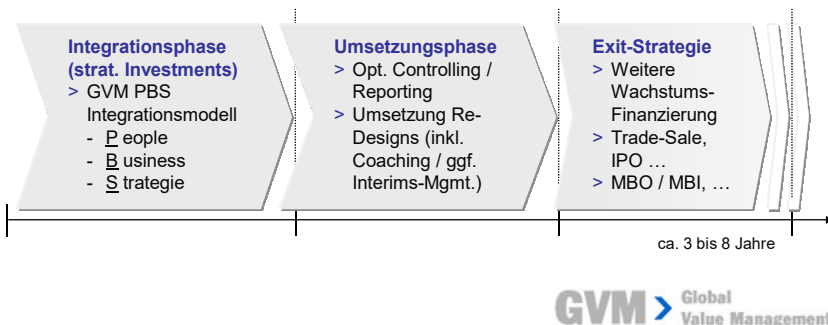 Integrationsphase
(strat. Investments)
> GVM PBS
Integrationsmodell
- P eople
- B usiness
- S trategie
Umsetzungsphase
> Opt. Controlling /
Reporting
> Umsetzung Re-
Designs (inkl.
Coaching / ggf.
Interims-Mgmt.)
Exit-Strategie
> Weitere
Wachstums-
Finanzierung
> Trade-Sale,
IPO …
> MBO / MBI, …
ca. 3 bis 8 Jahre
GVM > Global
Value Management